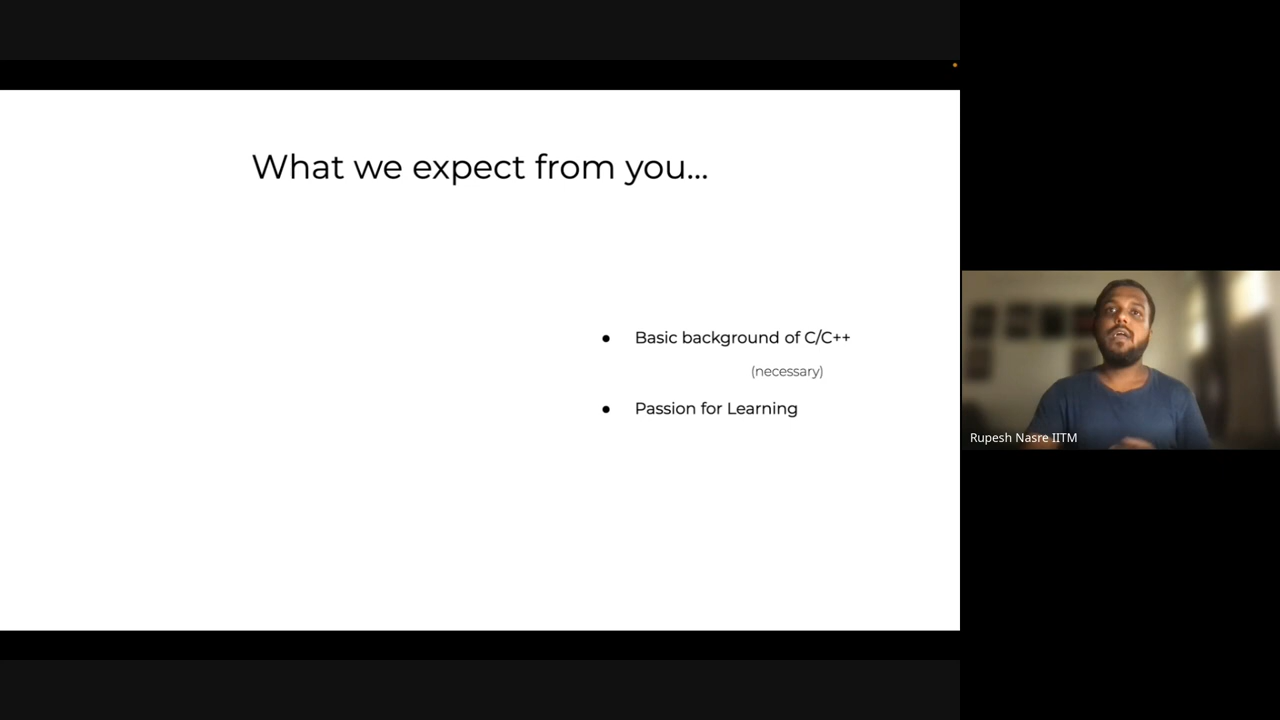 What we expect from you...
● Basic background of C/C++
(necessary)
● Passion for Learning
Rupesh Nasre IITM